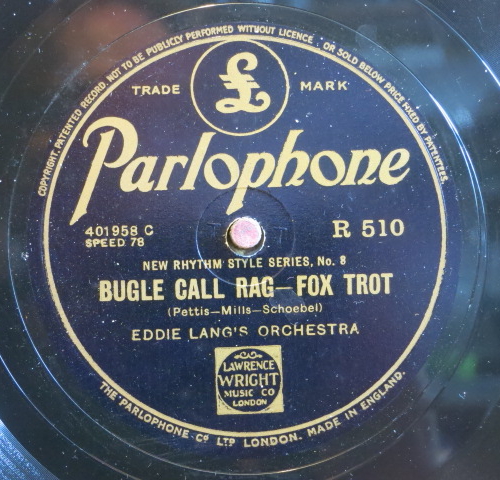 COPYRIGHT. PATENTED RECORD. NOT TO BE PUBLICLY PERFORMED WITHOUT LICENCE. OR SOLD BELOW PRICE FIXED BY PATENTEES.
£
TRADE MARK
Parlophone
401958 C
SPEED 78
R 510
NEW RHYTHM STYLE SERIES, No. 8
BUGLE CALL RAG—FOX TROT
(Pettis—Mills—Schoebel)
EDDIE LANG'S ORCHESTRA
LAWRENCE
WRIGHT
MUSIC CO
LONDON
THE PARLOPHONE Co LTD LONDON. MADE IN ENGLAND.